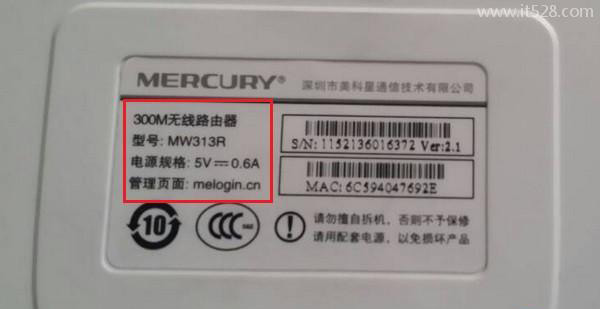 www.it528.com
MERCURY® 深圳市美科星通信技术有限公司
300M无线路由器
型号: MW313R
电源规格: 5V⎓0.6A
管理页面: melogin.cn
S/N: 1152136016372 Ver:2.1
MAC: 6C594047692E
10
CCC
S&E
请勿擅自拆机，否则不予保修
请用配套电源，以免损坏产品